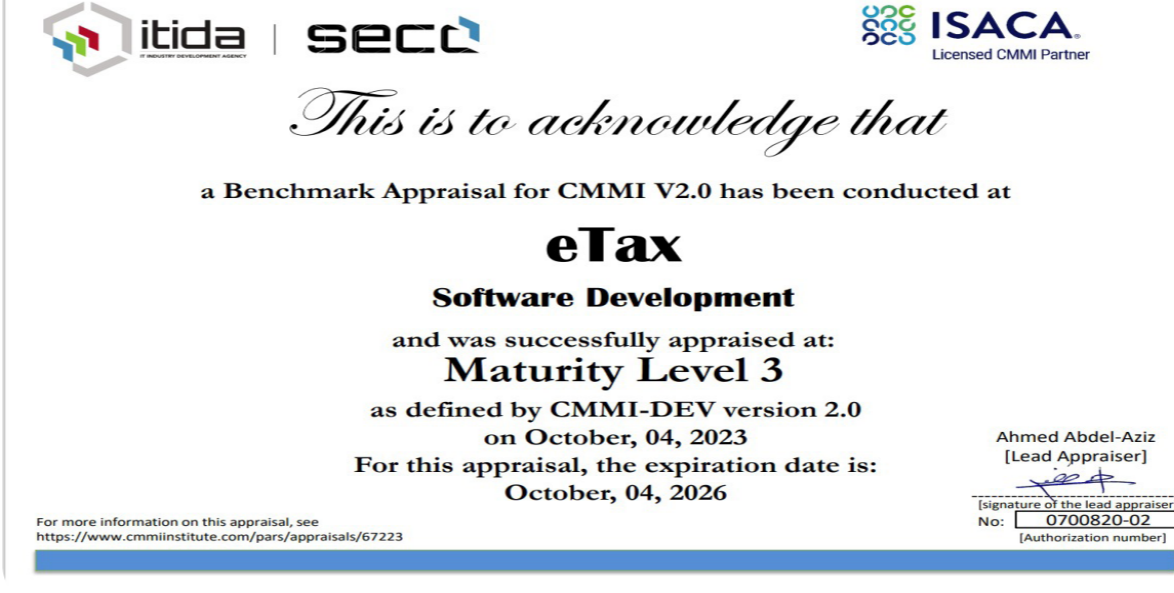 itida | secc
IT INDUSTRY DEVELOPMENT AGENCY
ISACA.
Licensed CMMI Partner
This is to acknowledge that
a Benchmark Appraisal for CMMI V2.0 has been conducted at
eTax
Software Development
and was successfully appraised at:
Maturity Level 3
as defined by CMMI-DEV version 2.0
on October, 04, 2023
For this appraisal, the expiration date is:
October, 04, 2026
Ahmed Abdel-Aziz
[Lead Appraiser]
[signature of the lead appraiser
No: 0700820-02
[Authorization number]
For more information on this appraisal, see
https://www.cmmiinstitute.com/pars/appraisals/67223